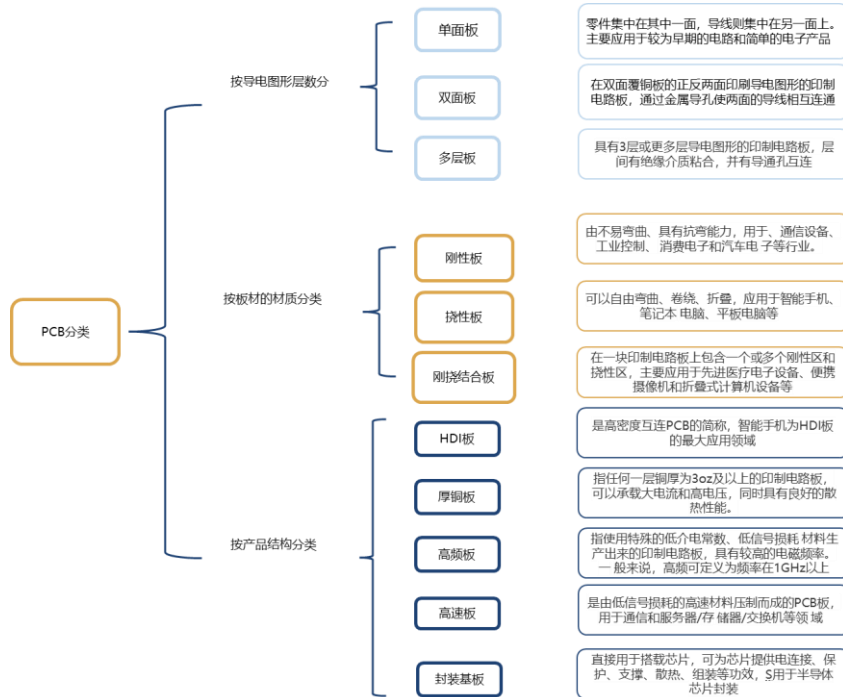 PCB分类
按导电图形层数分
单面板
零件集中在其中一面，导线则集中在另一面上。
主要应用于较为早期的电路和简单的电子产品
双面板
在双面覆铜板的正反两面印刷导电图形的印制
电路板，通过金属导孔使两面的导线相互连通
多层板
具有3层或更多层导电图形的印制电路板，层
间有绝缘介质粘合，并有导通孔互连
按板材的材质分类
刚性板
由不易弯曲、具有抗弯能力，用于、通信设备、
工业控制、 消费电子和汽车电 子等行业。
挠性板
可以自由弯曲、卷绕、折叠，应用于智能手机、
笔记本 电脑、平板电脑等
刚挠结合板
在一块印制电路板上包含一个或多个刚性区和
挠性区，主要应用于先进医疗电子设备、便携
摄像机和折叠式计算机设备等
按产品结构分类
HDI板
是高密度互连PCB的简称，智能手机为HDI板
的最大应用领域
厚铜板
指任何一层铜厚为3oz及以上的印制电路板，
可以承载大电流和高电压，同时具有良好的散
热性能。
高频板
指使用特殊的低介电常数、低信号损耗 材料生
产出来的印制电路板，具有较高的电磁频率。
一 般来说，高频可定义为频率在1GHz以上
高速板
是由低信号损耗的高速材料压制而成的PCB板，
用于通信和服务器/存 储器/交换机等领 域
封装基板
直接用于搭载芯片，可为芯片提供电连接、保
护、支撑、散热、组装等功效，S用于半导体
芯片封装